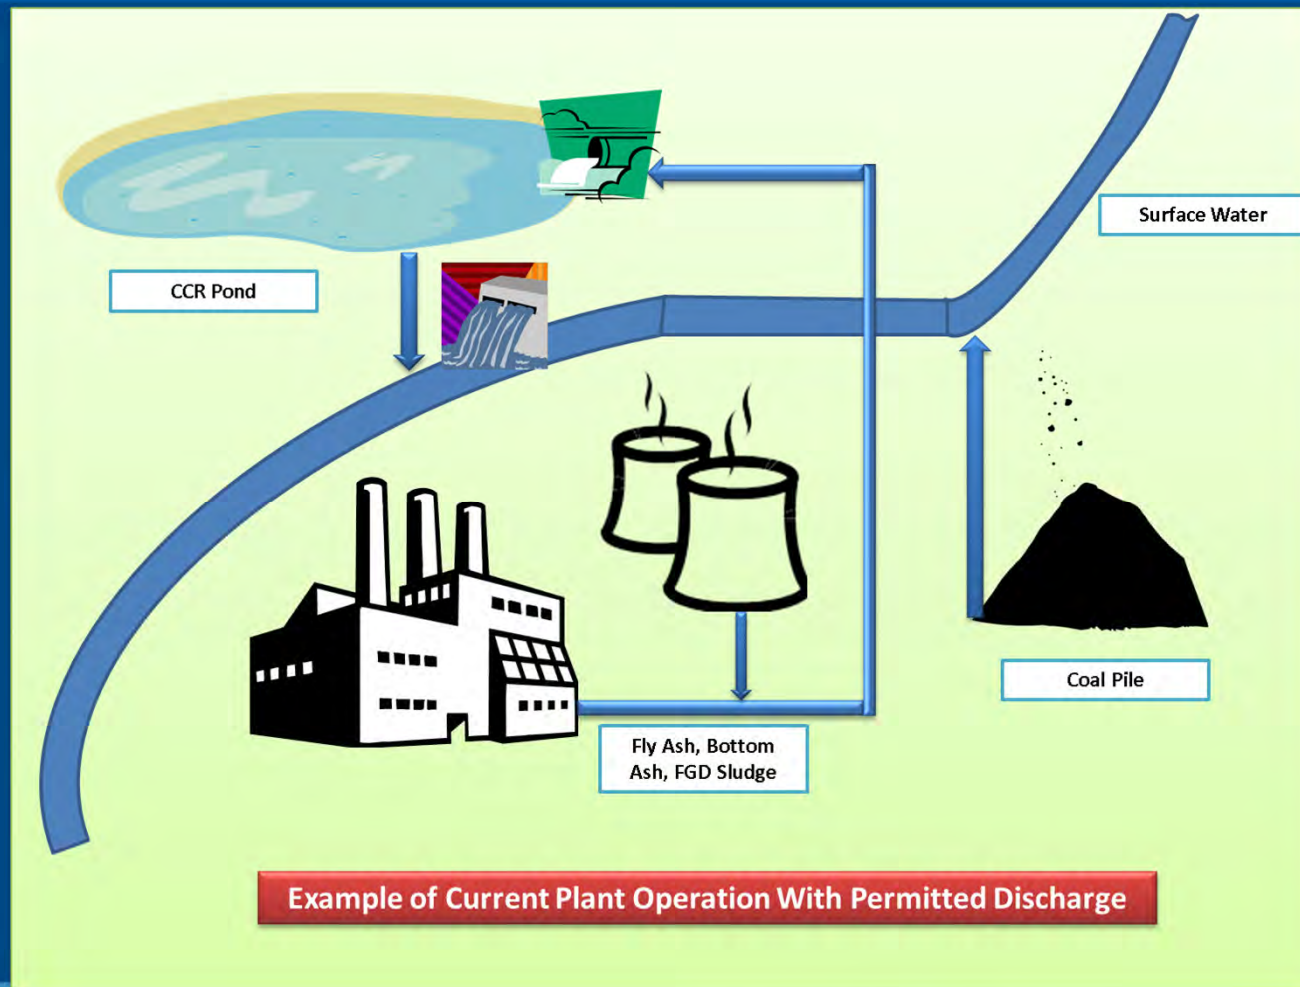 Surface Water
CCR Pond
Coal Pile
Fly Ash, Bottom
Ash, FGD Sludge
Example of Current Plant Operation With Permitted Discharge